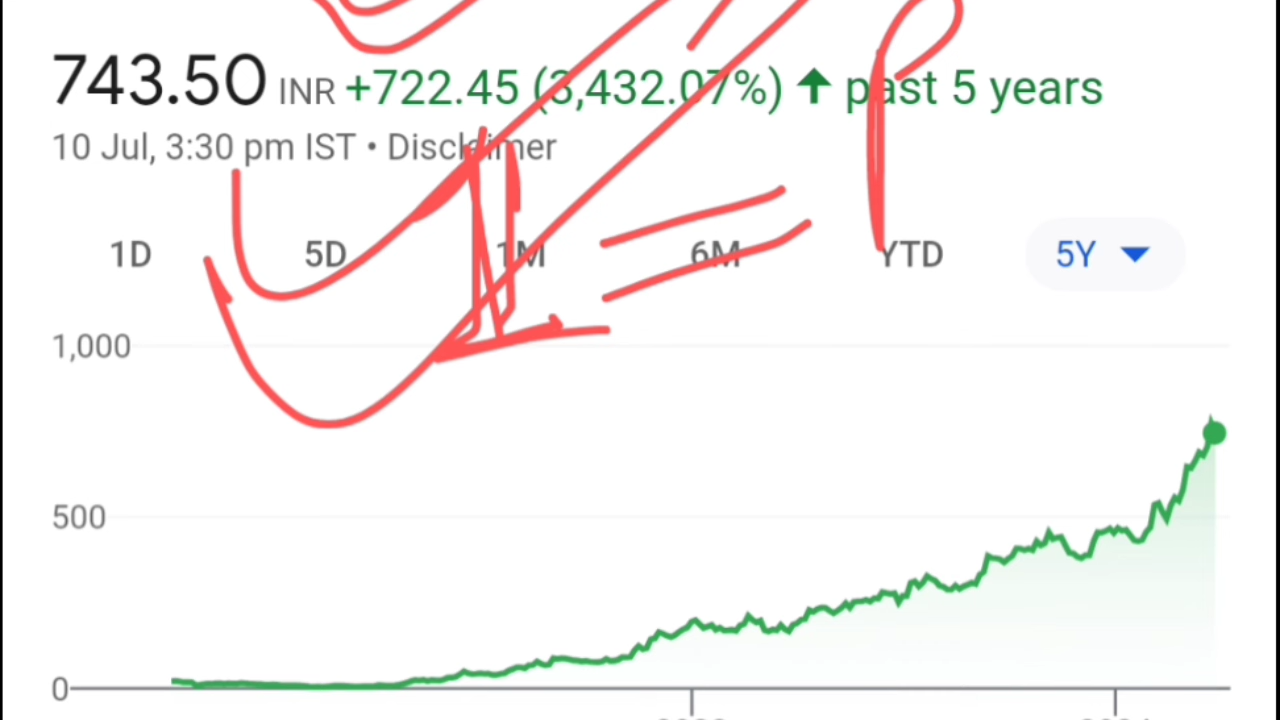 743.50 INR +722.45 (3,432.07%) ↑ past 5 years
10 Jul, 3:30 pm IST • Disclaimer
1D 5D 1M 6M YTD 5Y
1,000
500
0